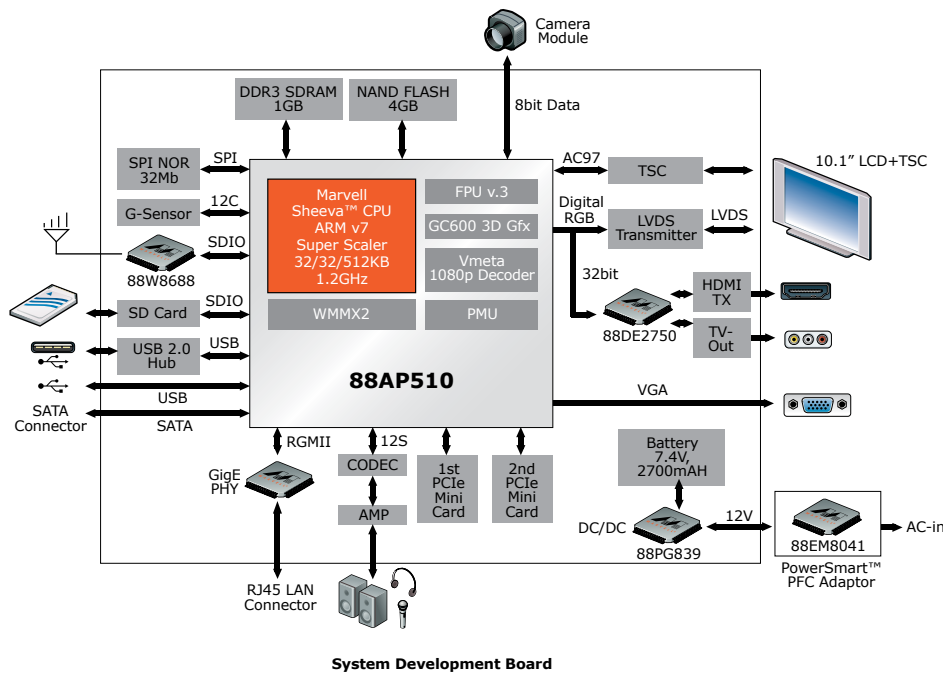 Camera
Module
DDR3 SDRAM
1GB
NAND FLASH
4GB
8bit Data
SPI NOR
32Mb
SPI
AC97
TSC
10.1” LCD+TSC
G-Sensor
12C
Marvell
Sheeva™ CPU
ARM v7
Super Scaler
32/32/512KB
1.2GHz
FPU v.3
GC600 3D Gfx
Vmeta
1080p Decoder
WMMX2
PMU
88AP510
Digital
RGB
LVDS
Transmitter
LVDS
SDIO
88W8688
32bit
HDMI
TX
88DE2750
TV-
Out
SD Card
SDIO
USB 2.0
Hub
USB
USB
SATA
Connector
SATA
VGA
RGMII
GigE
PHY
12S
CODEC
AMP
1st
PCIe
Mini
Card
2nd
PCIe
Mini
Card
Battery
7.4V,
2700mAH
DC/DC
88PG839
12V
88EM8041
AC-in
PowerSmart™
PFC Adaptor
RJ45 LAN
Connector
System Development Board